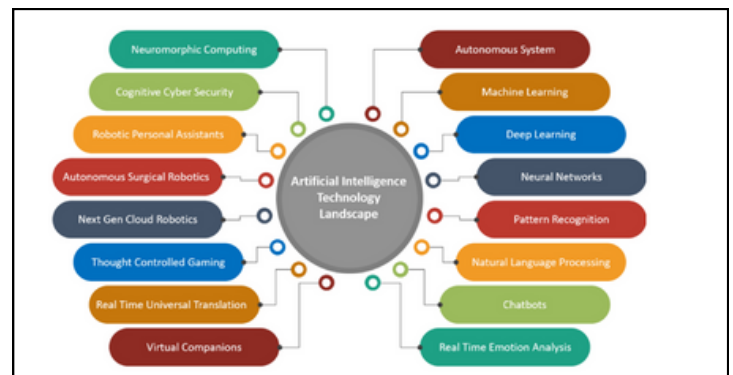 Neuromorphic Computing
Cognitive Cyber Security
Robotic Personal Assistants
Autonomous Surgical Robotics
Next Gen Cloud Robotics
Thought Controlled Gaming
Real Time Universal Translation
Virtual Companions
Artificial Intelligence
Technology
Landscape
Autonomous System
Machine Learning
Deep Learning
Neural Networks
Pattern Recognition
Natural Language Processing
Chatbots
Real Time Emotion Analysis